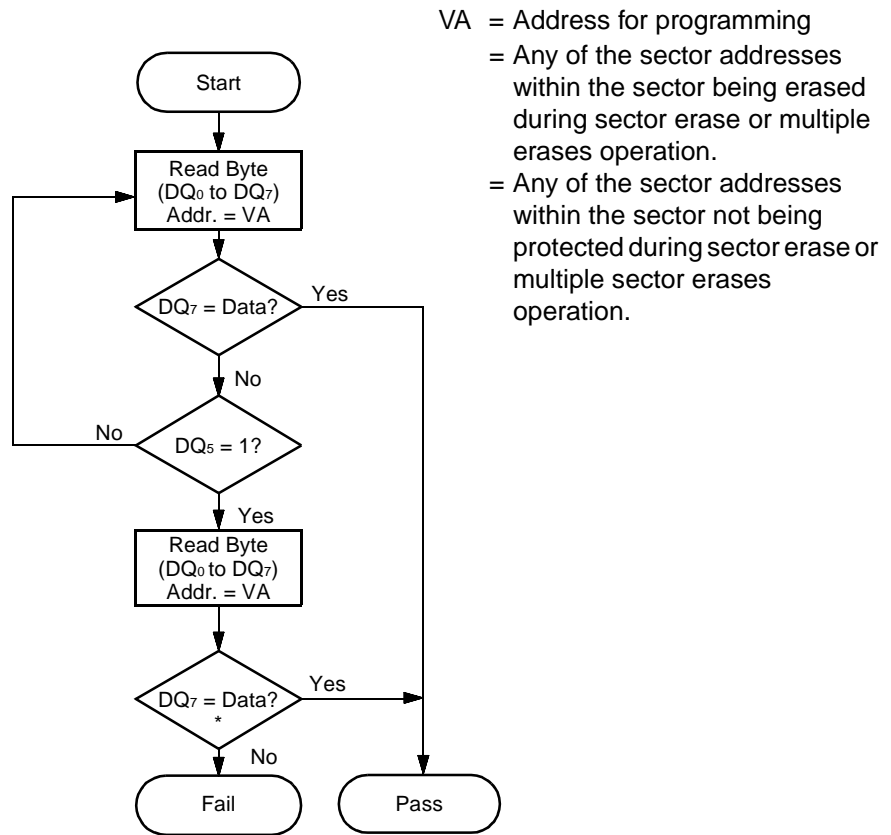 Start
Read Byte
(DQ0 to DQ7)
Addr. = VA
DQ7 = Data?
Yes
No
DQ5 = 1?
No
Yes
Read Byte
(DQ0 to DQ7)
Addr. = VA
DQ7 = Data?
*
Yes
No
Fail
Pass
VA = Address for programming
= Any of the sector addresses
within the sector being erased
during sector erase or multiple
erases operation.
= Any of the sector addresses
within the sector not being
protected during sector erase or
multiple sector erases
operation.